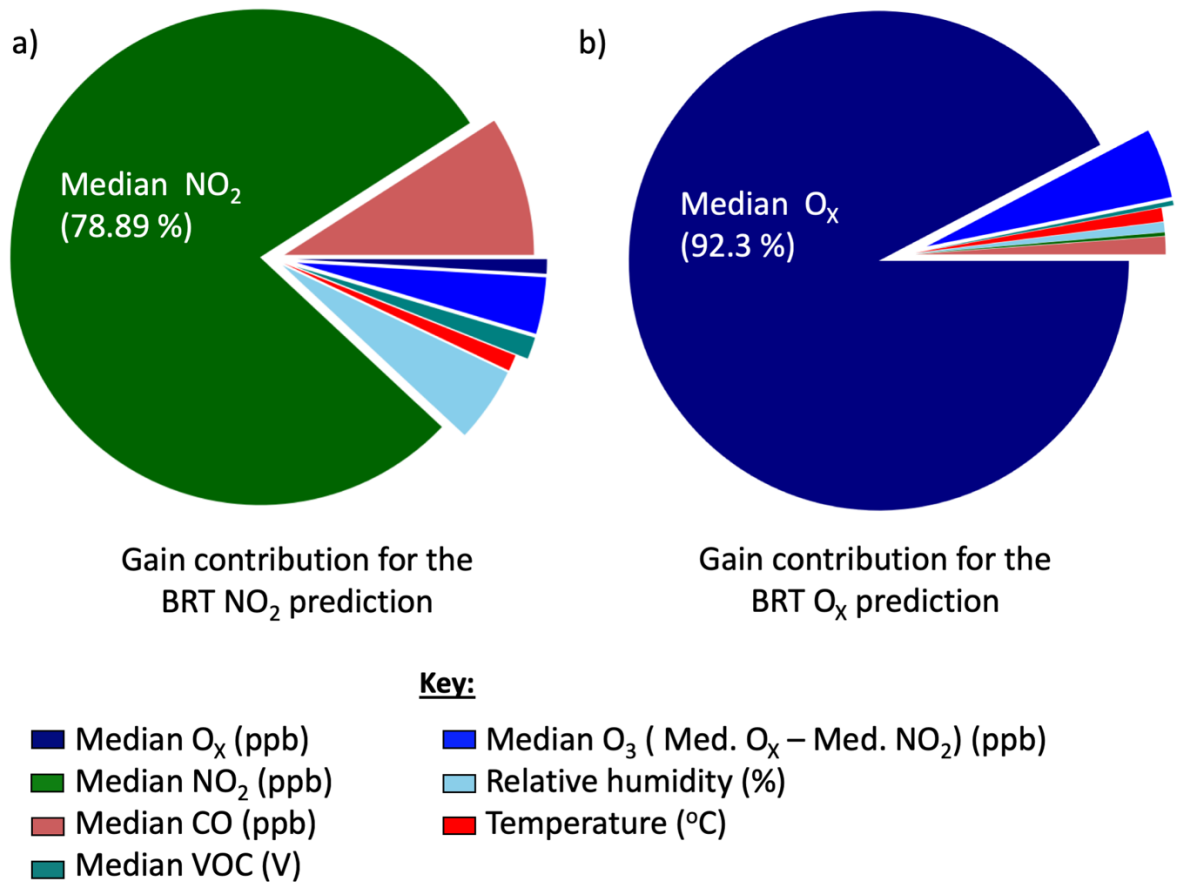 a)
Median NO₂
(78.89 %)
Gain contribution for the
BRT NO₂ prediction
b)
Median Oₓ
(92.3 %)
Gain contribution for the
BRT Oₓ prediction
Key:
Median Oₓ (ppb)
Median NO₂ (ppb)
Median CO (ppb)
Median VOC (V)
Median O₃ ( Med. Oₓ – Med. NO₂) (ppb)
Relative humidity (%)
Temperature (°C)